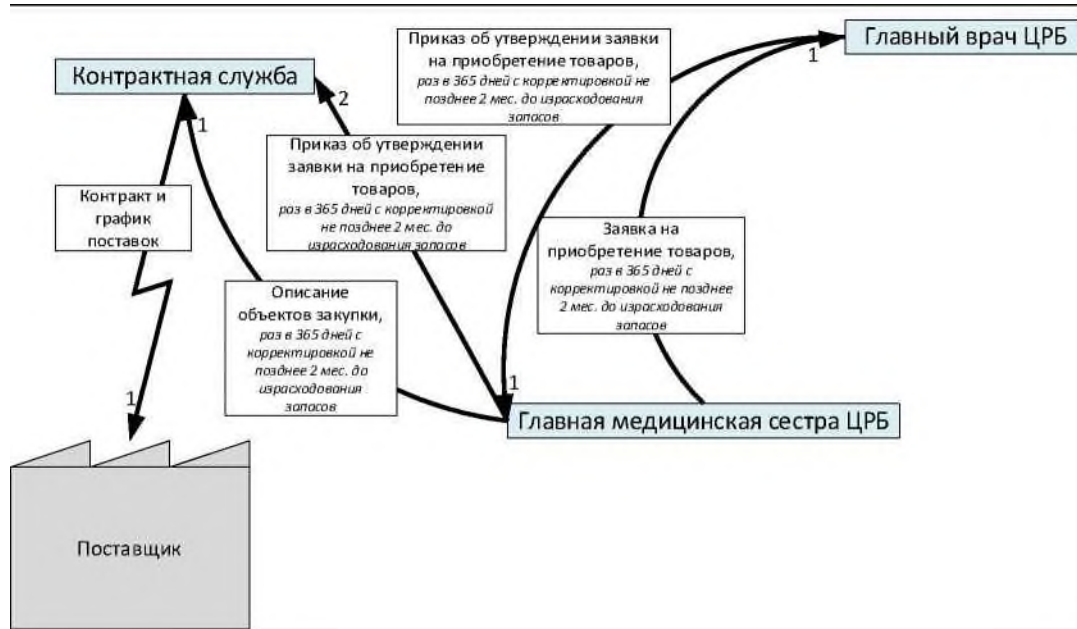 Главный врач ЦРБ
1
Приказ об утверждении заявки
на приобретение товаров,
раз в 365 дней с корректировкой не
позднее 2 мес. до израсходования
запасов
Контрактная служба
1
2
Приказ об утверждении
заявки на приобретение
товаров,
раз в 365 дней с корректировкой
не позднее 2 мес. до
израсходования запасов
Контракт и
график
поставок
Заявка на
приобретение товаров,
раз в 365 дней с
корректировкой не позднее
2 мес. до израсходования
запасов
Описание
объектов закупки,
раз в 365 дней с
корректировкой не
позднее 2 мес. до
израсходования
запасов
1
1
Главная медицинская сестра ЦРБ
Поставщик